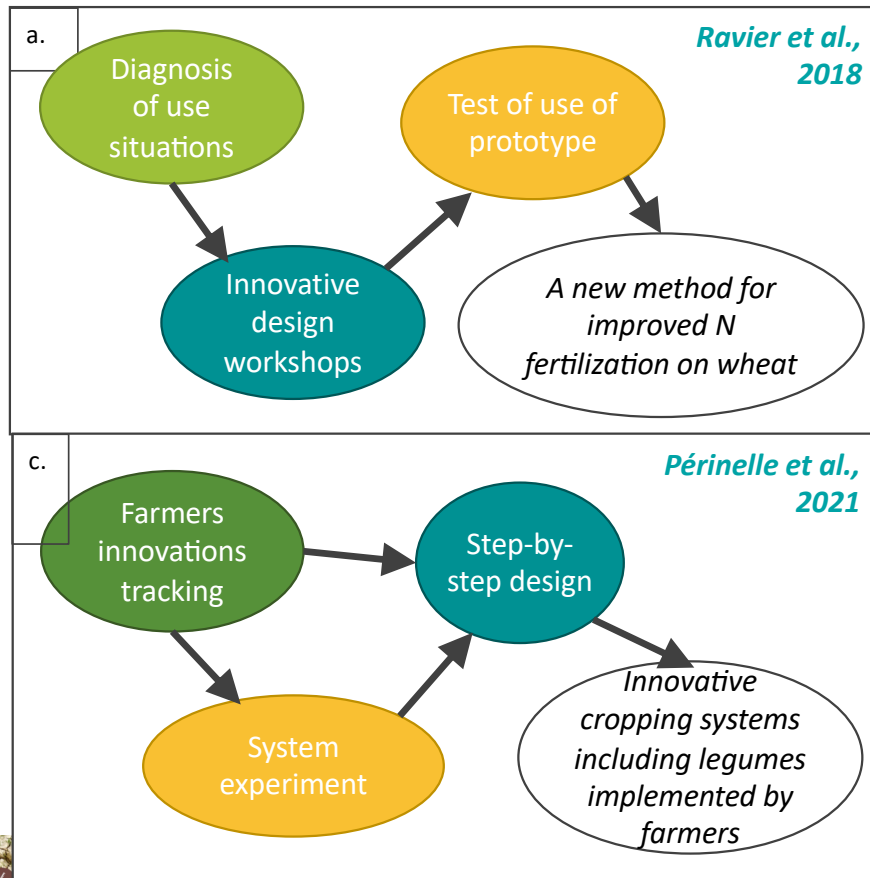 a.
Ravier et al.,
2018
Diagnosis
of use
situations
Test of use of
prototype
Innovative
design
workshops
A new method for
improved N
fertilization on wheat
c.
Périnelle et al.,
2021
Farmers
innovations
tracking
Step-by-
step design
System
experiment
Innovative
cropping systems
including legumes
implemented by
farmers